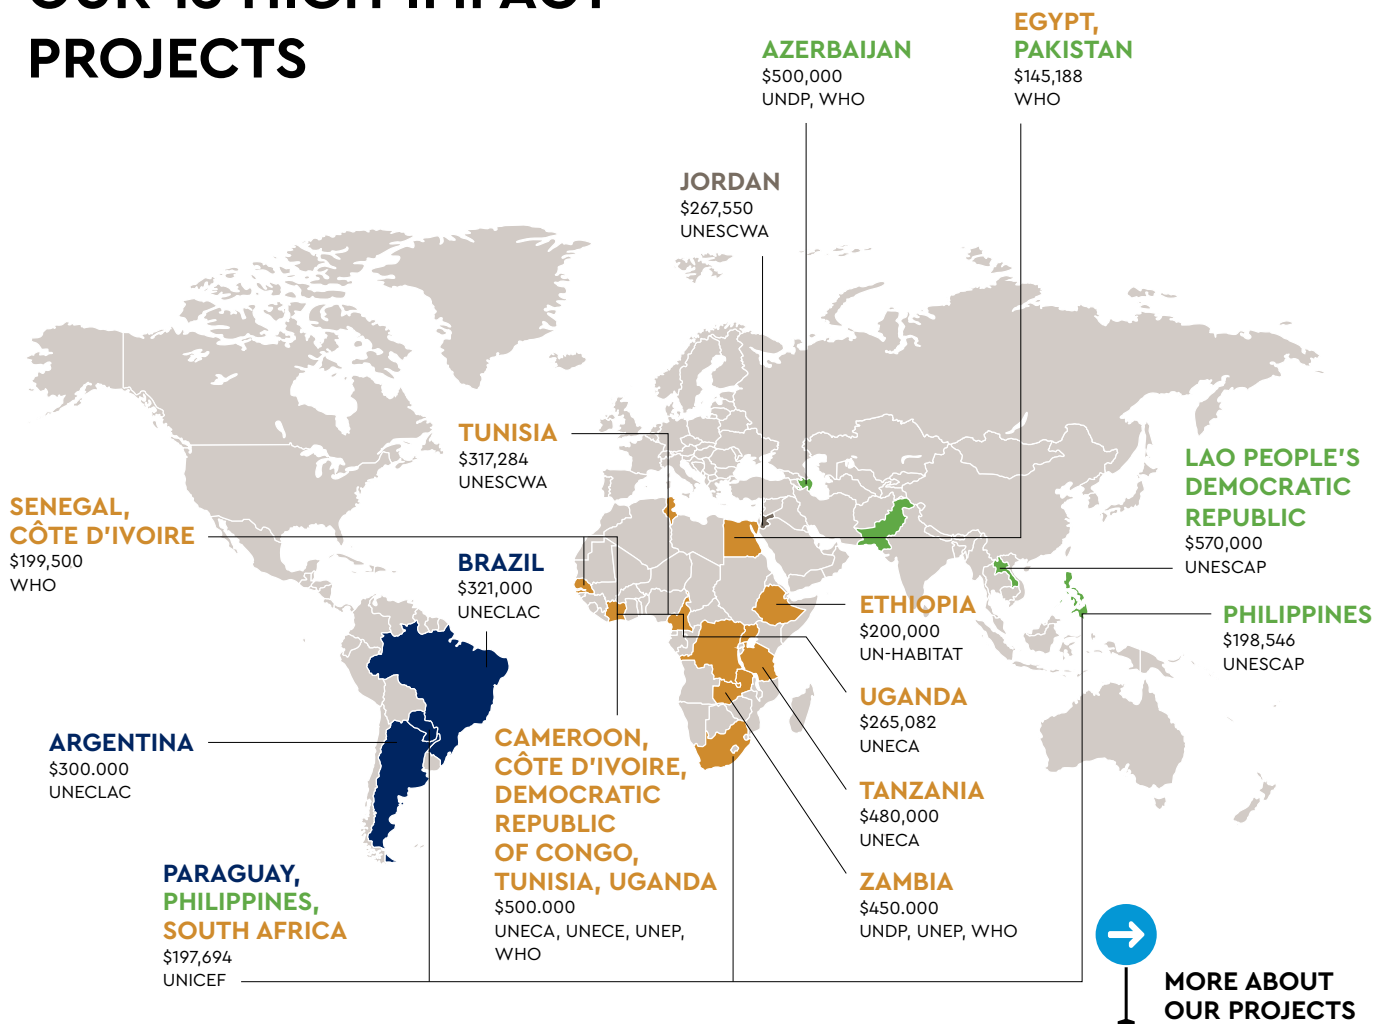 PROJECTS
EGYPT,
PAKISTAN
$145,188
WHO
AZERBAIJAN
$500,000
UNDP, WHO
JORDAN
$267,550
UNESCWA
TUNISIA
$317,284
UNESCWA
SENEGAL,
CÔTE D'IVOIRE
$199,500
WHO
BRAZIL
$321,000
UNECLAC
LAO PEOPLE'S
DEMOCRATIC
REPUBLIC
$570,000
UNESCAP
ETHIOPIA
$200,000
UN-HABITAT
PHILIPPINES
$198,546
UNESCAP
UGANDA
$265,082
UNECA
ARGENTINA
$300.000
UNECLAC
CAMEROON,
CÔTE D'IVOIRE,
DEMOCRATIC
REPUBLIC
OF CONGO,
TUNISIA, UGANDA
$500.000
UNECA, UNECE, UNEP,
WHO
TANZANIA
$480,000
UNECA
ZAMBIA
$450.000
UNDP, UNEP, WHO
PARAGUAY,
PHILIPPINES,
SOUTH AFRICA
$197,694
UNICEF
MORE ABOUT
OUR PROJECTS